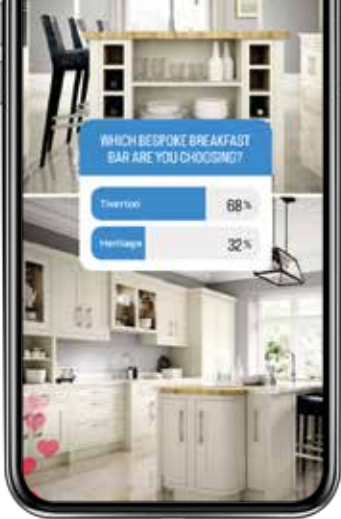 WHICH BESPOKE BREAKFAST
BAR ARE YOU CHOOSING?
Tiverton 68%
Heritage 32%